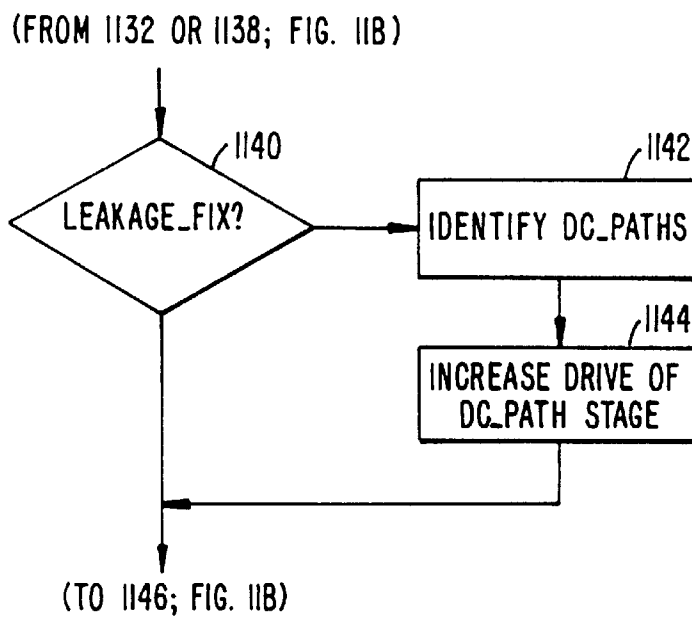 (FROM 1132 OR 1138; FIG. 11B)
1140
LEAKAGE_FIX?
1142
IDENTIFY DC_PATHS
1144
INCREASE DRIVE OF
DC_PATH STAGE
(TO 1146; FIG. 11B)